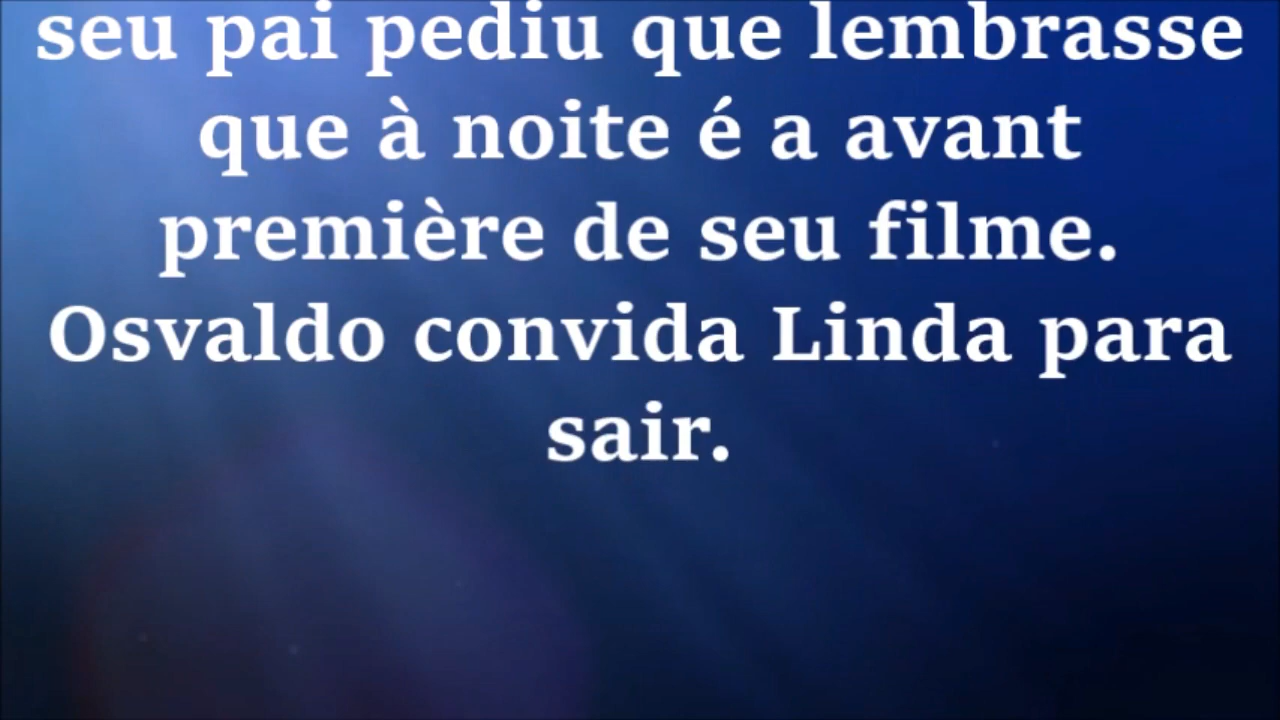 seu pai pediu que lembrasse
que à noite é a avant
première de seu filme.
Osvaldo convida Linda para
sair.